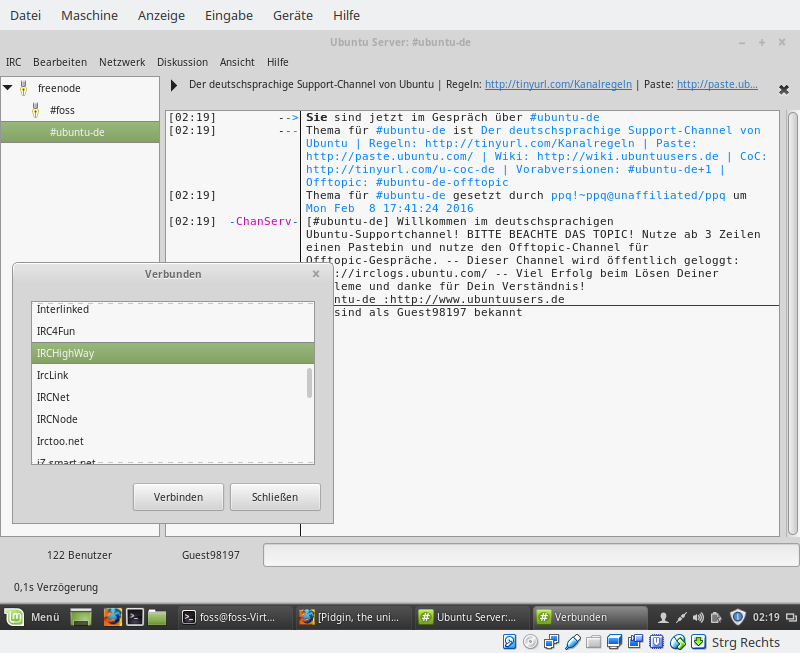 Datei Maschine Anzeige Eingabe Geräte Hilfe
Ubuntu Server: #ubuntu-de
IRC Bearbeiten Netzwerk Diskussion Ansicht Hilfe
freenode
#foss
#ubuntu-de
Der deutschsprachige Support-Channel von Ubuntu | Regeln: http://tinyurl.com/Kanalregeln | Paste: http://paste.ub...
[02:19] --> Sie sind jetzt im Gespräch über #ubuntu-de
[02:19] --- Thema für #ubuntu-de ist Der deutschsprachige Support-Channel von
Ubuntu | Regeln: http://tinyurl.com/Kanalregeln | Paste:
http://paste.ubuntu.com/ | Wiki: http://wiki.ubuntuusers.de | CoC:
http://tinyurl.com/u-coc-de | Vorabversionen: #ubuntu-de+1 |
Offtopic: #ubuntu-de-offtopic
[02:19] Thema für #ubuntu-de gesetzt durch ppq!~ppq@unaffiliated/ppq um
Mon Feb 8 17:41:24 2016
[02:19] -ChanServ- [#ubuntu-de] Willkommen im deutschsprachigen
Ubuntu-Supportchannel! BITTE BEACHTE DAS TOPIC! Nutze ab 3 Zeilen
einen Pastebin und nutze den Offtopic-Channel für
Offtopic-Gespräche. -- Dieser Channel wird öffentlich geloggt:
://irclogs.ubuntu.com/ -- Viel Erfolg beim Lösen Deiner
leme und danke für Dein Verständnis!
ntu-de :http://www.ubuntuusers.de
sind als Guest98197 bekannt
Verbunden
Interlinked
IRC4Fun
IRCHighWay
IrcLink
IRCNet
IRCNode
Irctoo.net
iZ-smart.net
Verbinden Schließen
122 Benutzer Guest98197
0,1s Verzögerung
Menü foss@foss-Virt... [Pidgin, the uni... Ubuntu Server:... Verbunden 02:19
Strg Rechts